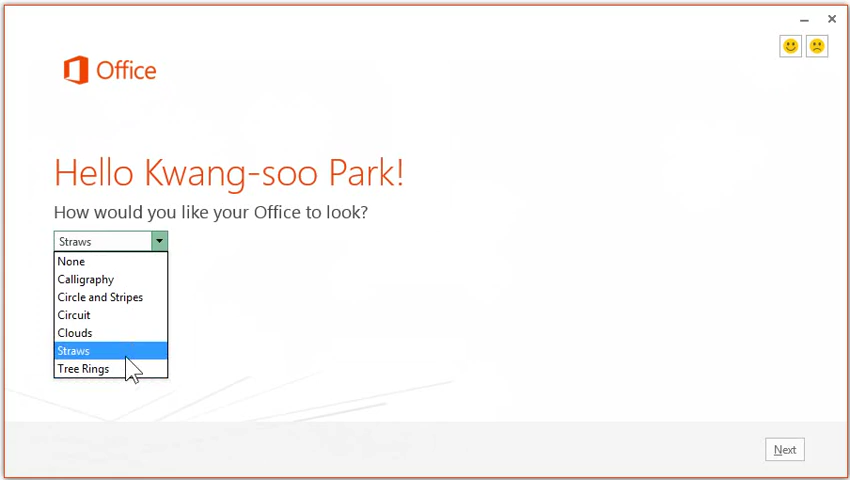 Office
Hello Kwang-soo Park!
How would you like your Office to look?
Straws
None
Calligraphy
Circle and Stripes
Circuit
Clouds
Straws
Tree Rings
Next